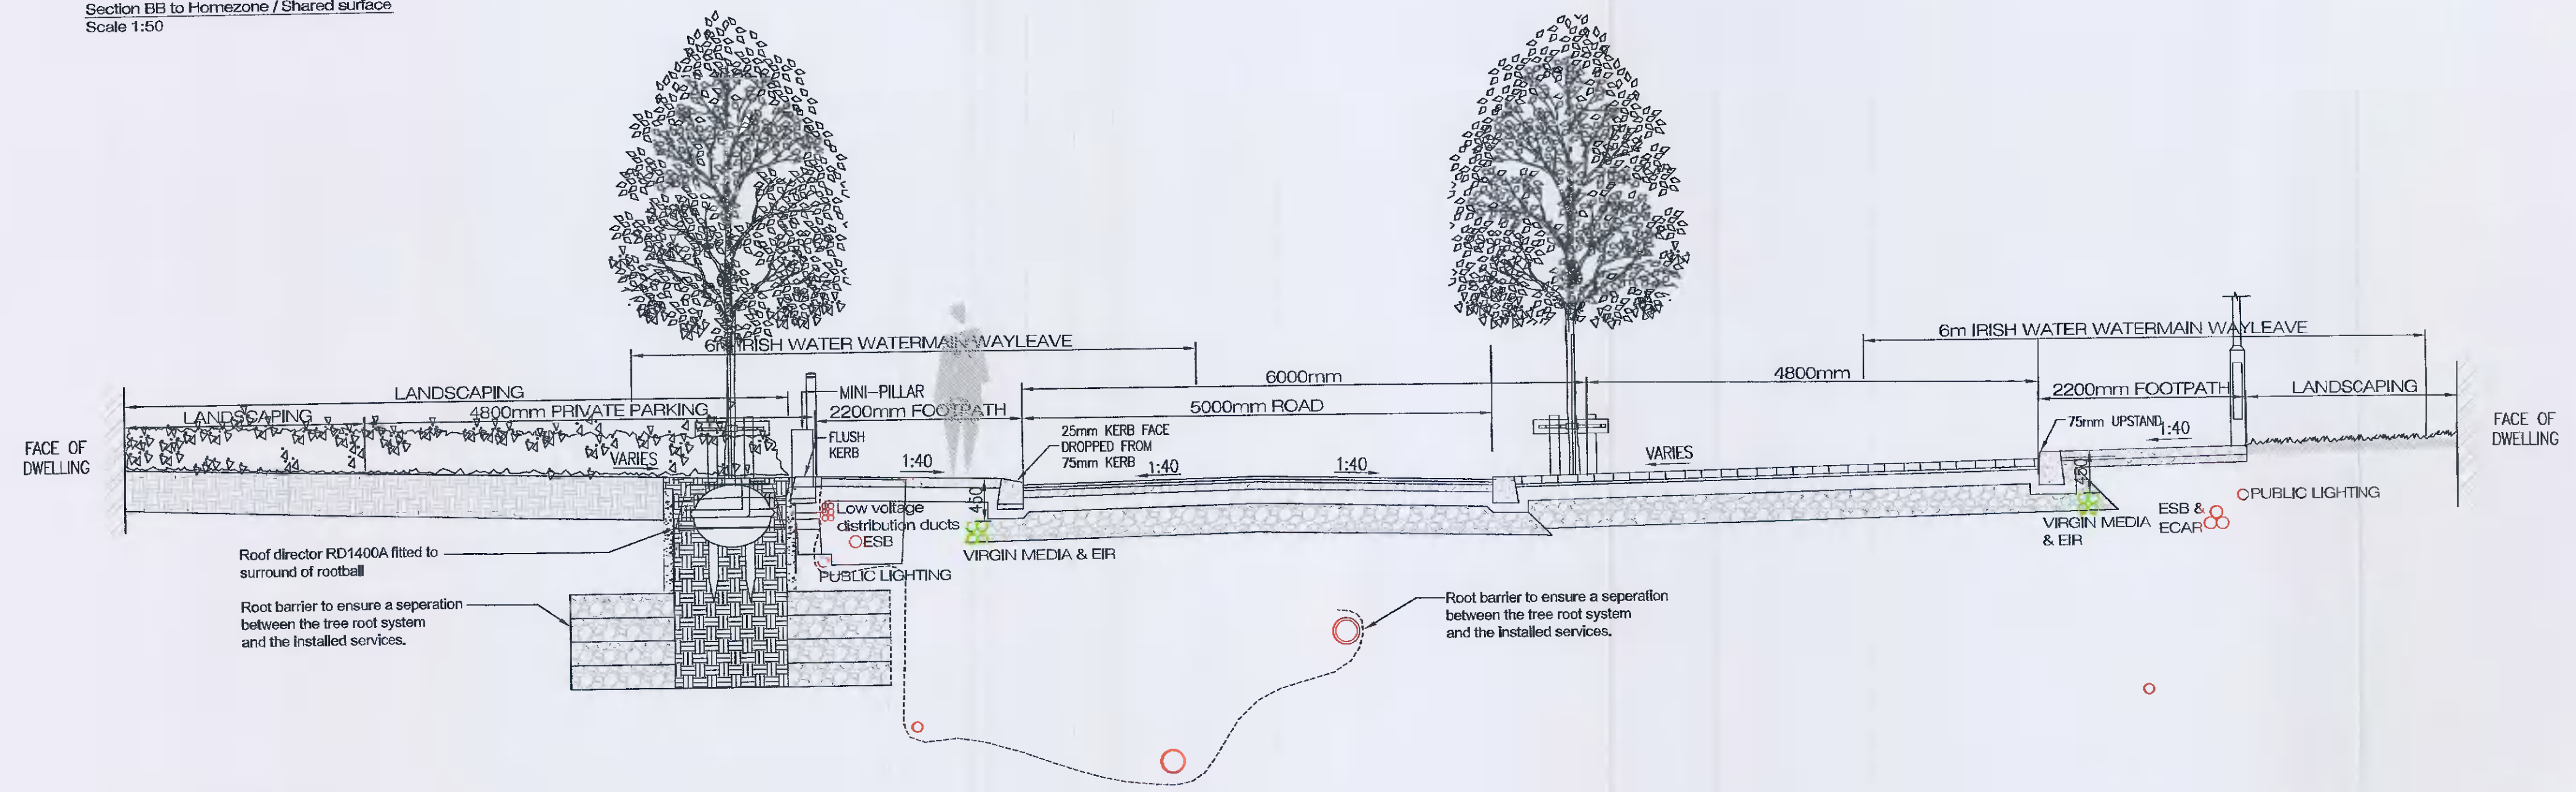 Section BB to Homezone / Shared surface
Scale 1:50
6m IRISH WATER WATERMAIN WAYLEAVE
6m IRISH WATER WATERMAIN WAYLEAVE
LANDSCAPING
MINI-PILLAR
6000mm
4800mm
LANDSCAPING
4800mm PRIVATE PARKING
2200mm FOOTPATH
5000mm ROAD
2200mm FOOTPATH
LANDSCAPING
FACE OF
DWELLING
VARIES
FLUSH
KERB
1:40
25mm KERB FACE
DROPPED FROM
75mm KERB
1:40
1:40
VARIES
75mm UPSTAND
1:40
FACE OF
DWELLING
450
450
Low voltage
distribution ducts
ESB
PUBLIC LIGHTING
VIRGIN MEDIA & EIR
VIRGIN MEDIA
& EIR
ESB &
ECAR
PUBLIC LIGHTING
Roof director RD1400A fitted to
surround of rootball
Root barrier to ensure a seperation
between the tree root system
and the installed services.
Root barrier to ensure a seperation
between the tree root system
and the installed services.